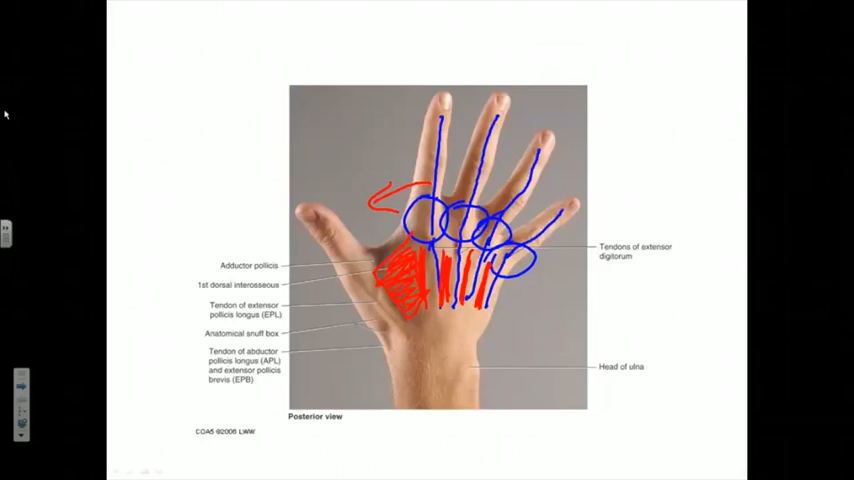 Adductor pollicis
1st dorsal interosseous
Tendon of extensor
pollicis longus (EPL)
Anatomical snuff box
Tendon of abductor
pollicis longus (APL)
and extensor pollicis
brevis (EPB)
Tendons of extensor
digitorum
Head of ulna
Posterior view
COA5 ©2006 LWW